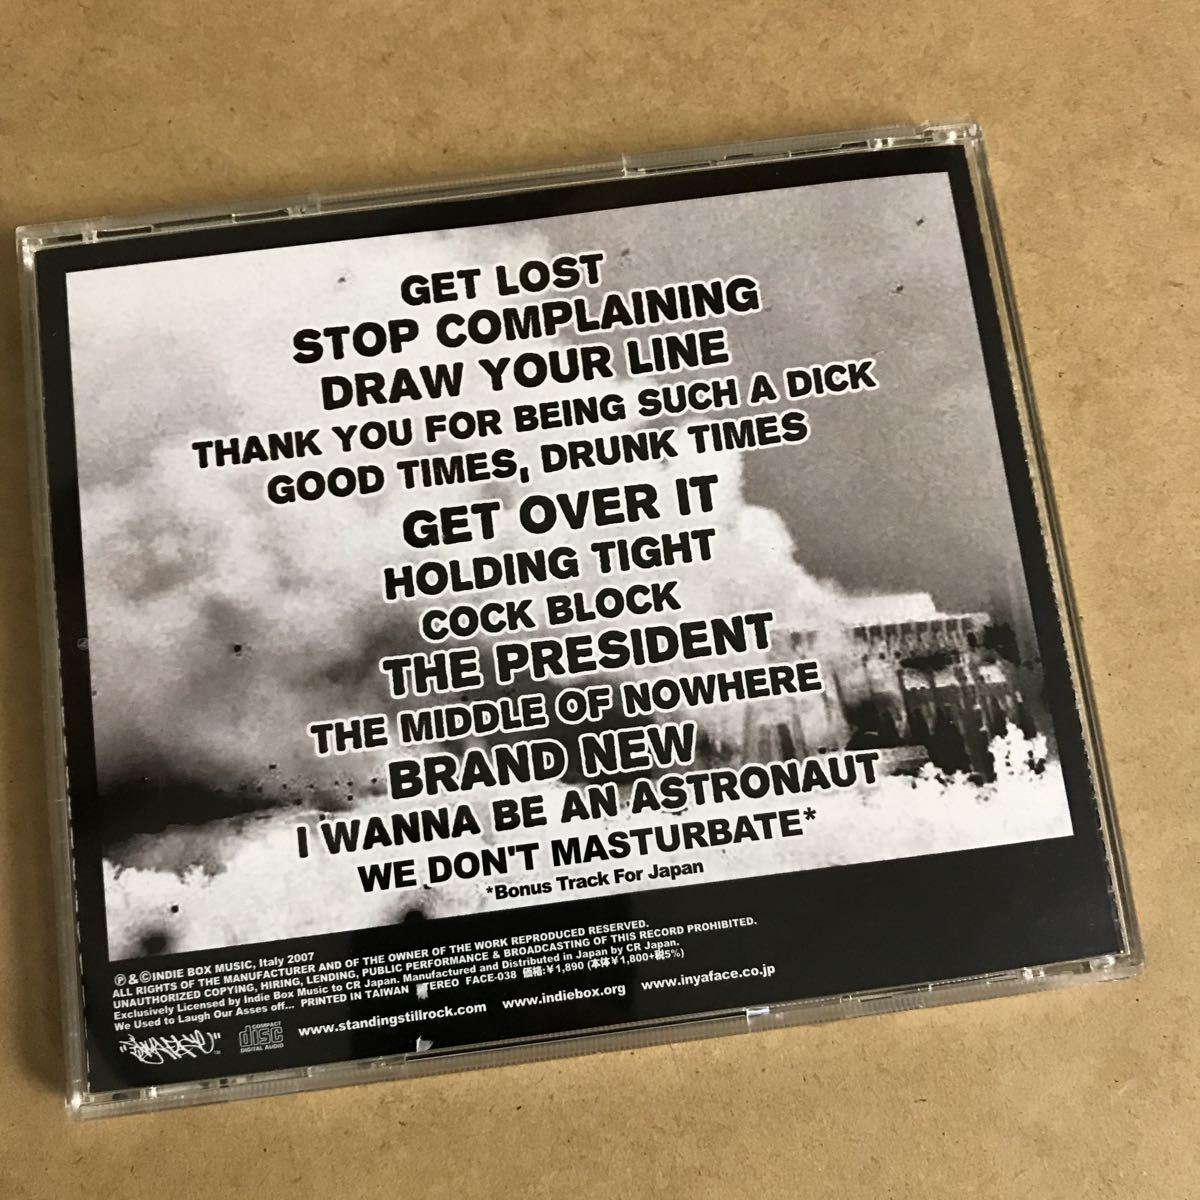 GET LOST
STOP COMPLAINING
DRAW YOUR LINE
THANK YOU FOR BEING SUCH A DICK
GOOD TIMES, DRUNK TIMES
GET OVER IT
HOLDING TIGHT
COCK BLOCK
THE PRESIDENT
THE MIDDLE OF NOWHERE
BRAND NEW
I WANNA BE AN ASTRONAUT
WE DON'T MASTURBATE*
*Bonus Track For Japan
℗&©INDIE BOX MUSIC, Italy 2007
ALL RIGHTS OF THE MANUFACTURER AND OF THE OWNER OF THE WORK REPRODUCED RESERVED.
UNAUTHORIZED COPYING, HIRING, LENDING, PUBLIC PERFORMANCE & BROADCASTING OF THIS RECORD PROHIBITED.
Exclusively Licensed by Indie Box Music to CR Japan. Manufactured and Distributed in Japan by CR Japan.
We Used to Laugh Our Asses off... PRINTED IN TAIWAN STEREO FACE-038 価格:¥1,890 (本体¥1,800+税5%)
COMPACT disc DIGITAL AUDIO www.standingstillrock.com www.indiebox.org www.inyaface.co.jp